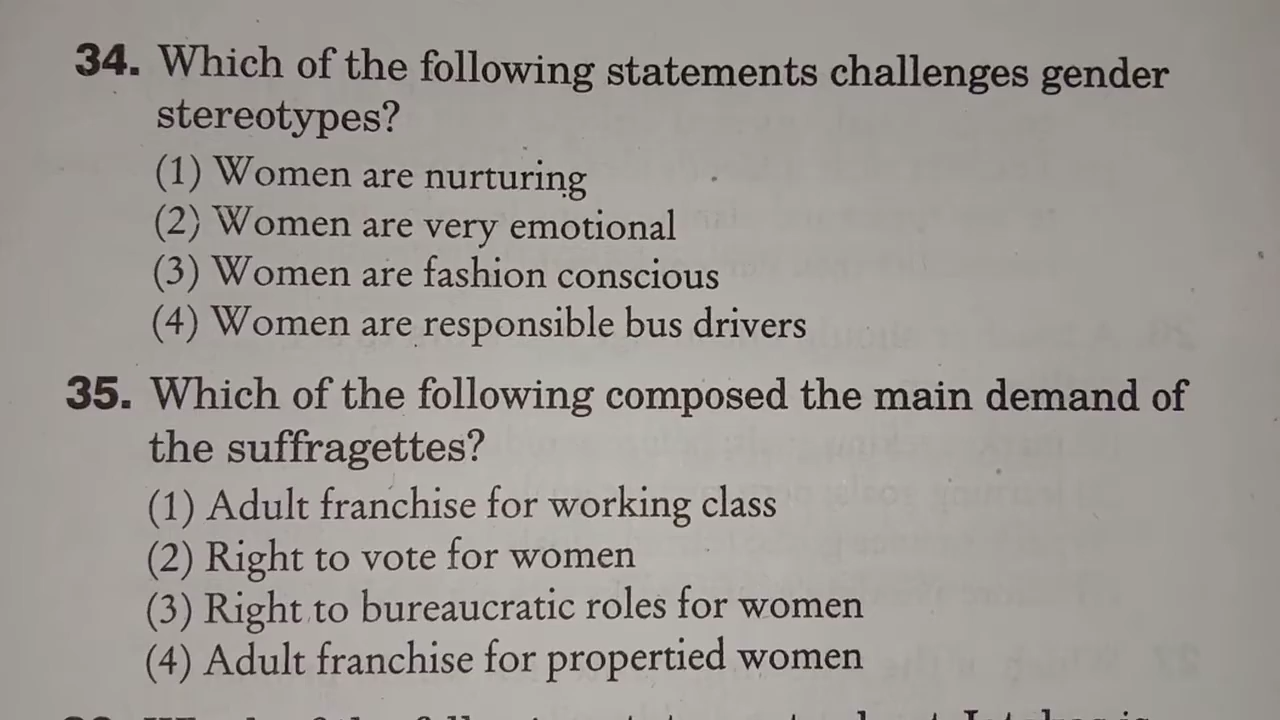 34. Which of the following statements challenges gender
stereotypes?
(1) Women are nurturing
(2) Women are very emotional
(3) Women are fashion conscious
(4) Women are responsible bus drivers
35. Which of the following composed the main demand of
the suffragettes?
(1) Adult franchise for working class
(2) Right to vote for women
(3) Right to bureaucratic roles for women
(4) Adult franchise for propertied women